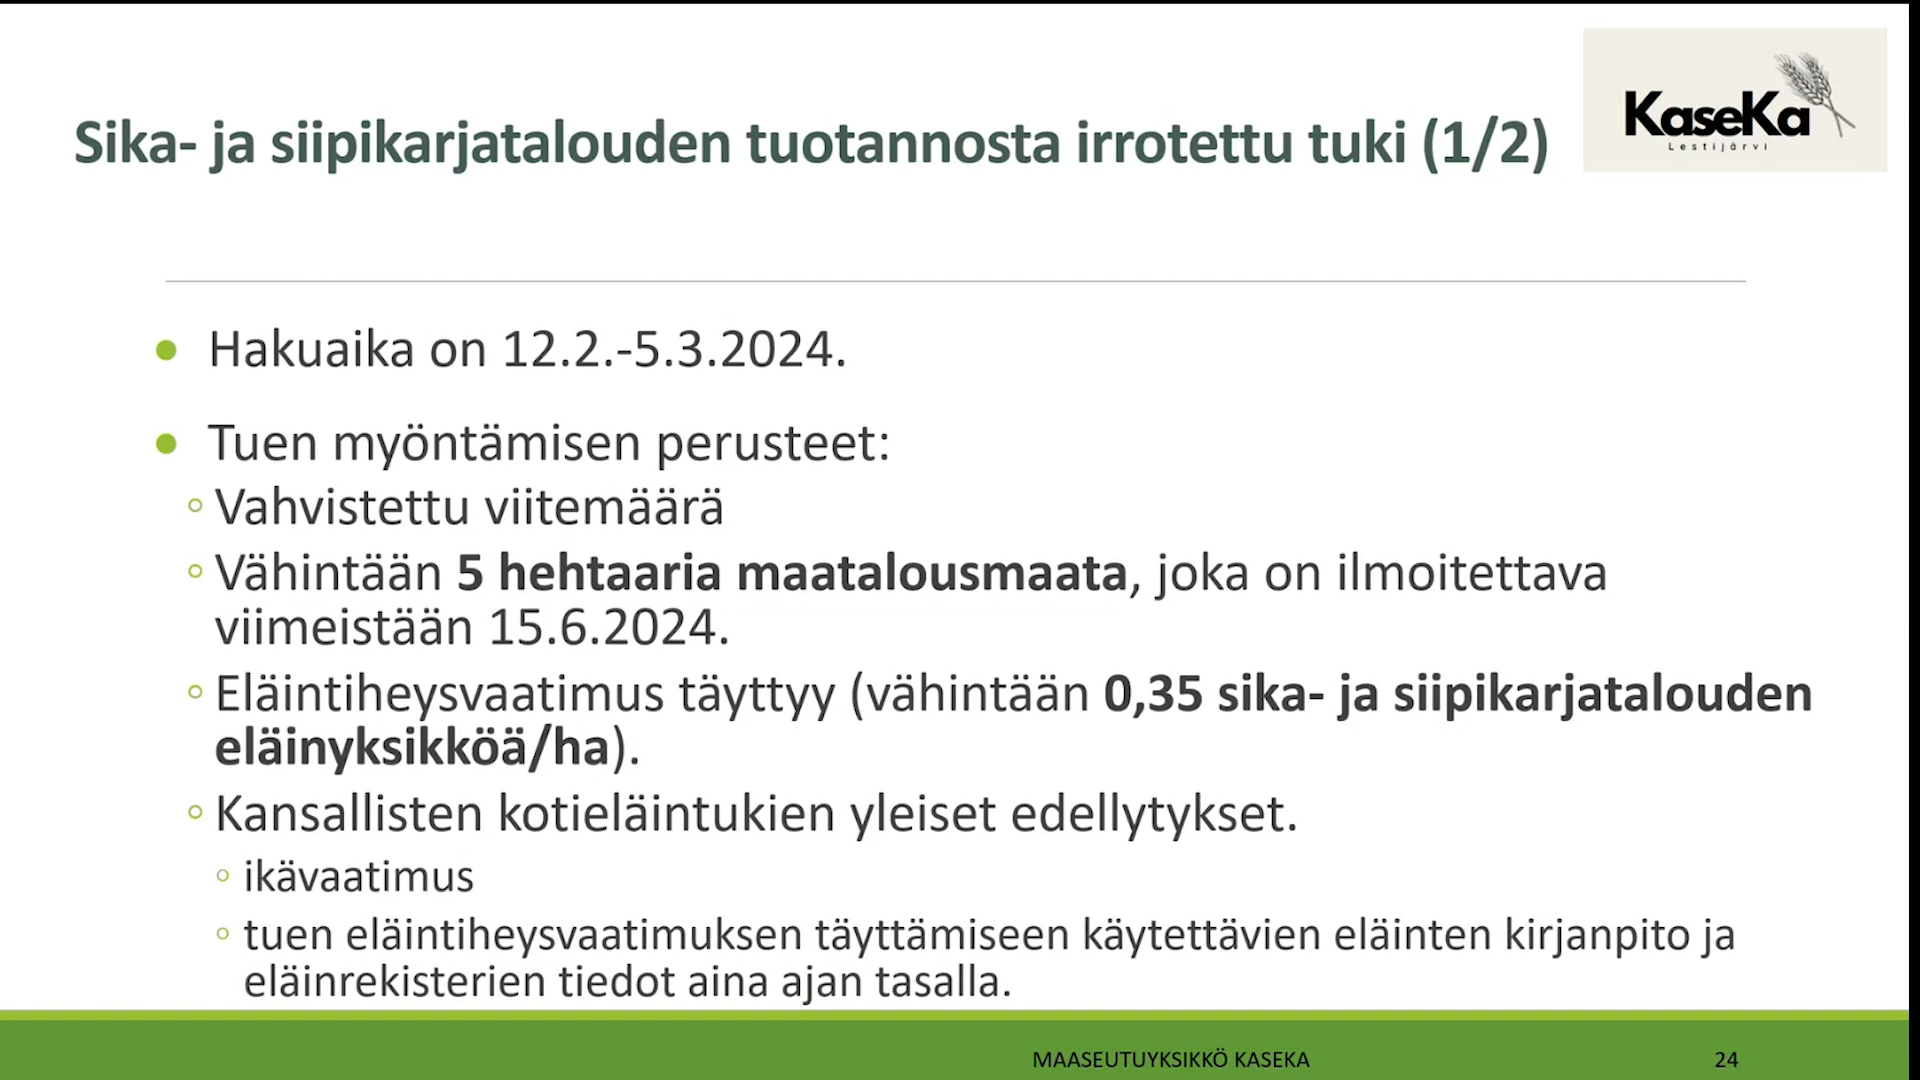 KaseKa
Lestijärvi
Sika- ja siipikarjatalouden tuotannosta irrotettu tuki (1/2)
Hakuaika on 12.2.-5.3.2024.
Tuen myöntämisen perusteet:
Vahvistettu viitemäärä
Vähintään 5 hehtaaria maatalousmaata, joka on ilmoitettava
viimeistään 15.6.2024.
Eläintiheysvaatimus täyttyy (vähintään 0,35 sika- ja siipikarjatalouden
eläinyksikköä/ha).
Kansallisten kotieläintukien yleiset edellytykset.
ikävaatimus
tuen eläintiheysvaatimuksen täyttämiseen käytettävien eläinten kirjanpito ja
eläinrekisterien tiedot aina ajan tasalla.
MAASEUTUYKSIKKÖ KASEKA
24